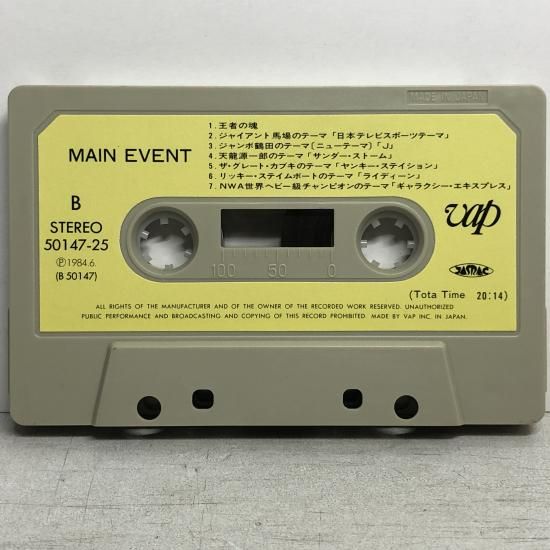 MADE IN JAPAN
MAIN EVENT
B
STEREO
50147-25
Ⓟ1984.6.
(B 50147)
1. 王者の魂
2. ジャイアント馬場のテーマ「日本テレビスポーツテーマ」
3. ジャンボ鶴田のテーマ[ニューテーマ]「J」
4. 天龍源一郎のテーマ「サンダー・ストーム」
5. ザ・グレート・カブキのテーマ「ヤンキー・ステイション」
6. リッキー・スティムボートのテーマ「ライディーン」
7. NWA世界ヘビー級チャンピオンのテーマ「ギャラクシー・エキスプレス」
vap
JASRAC
100 50 0
(Tota Time 20:14)
ALL RIGHTS OF THE MANUFACTURER AND OF THE OWNER OF THE RECORDED WORK RESERVED. UNAUTHORIZED
PUBLIC PERFORMANCE AND BROADCASTING AND COPYING OF THIS RECORD PROHIBITED. MADE BY VAP INC. IN JAPAN.